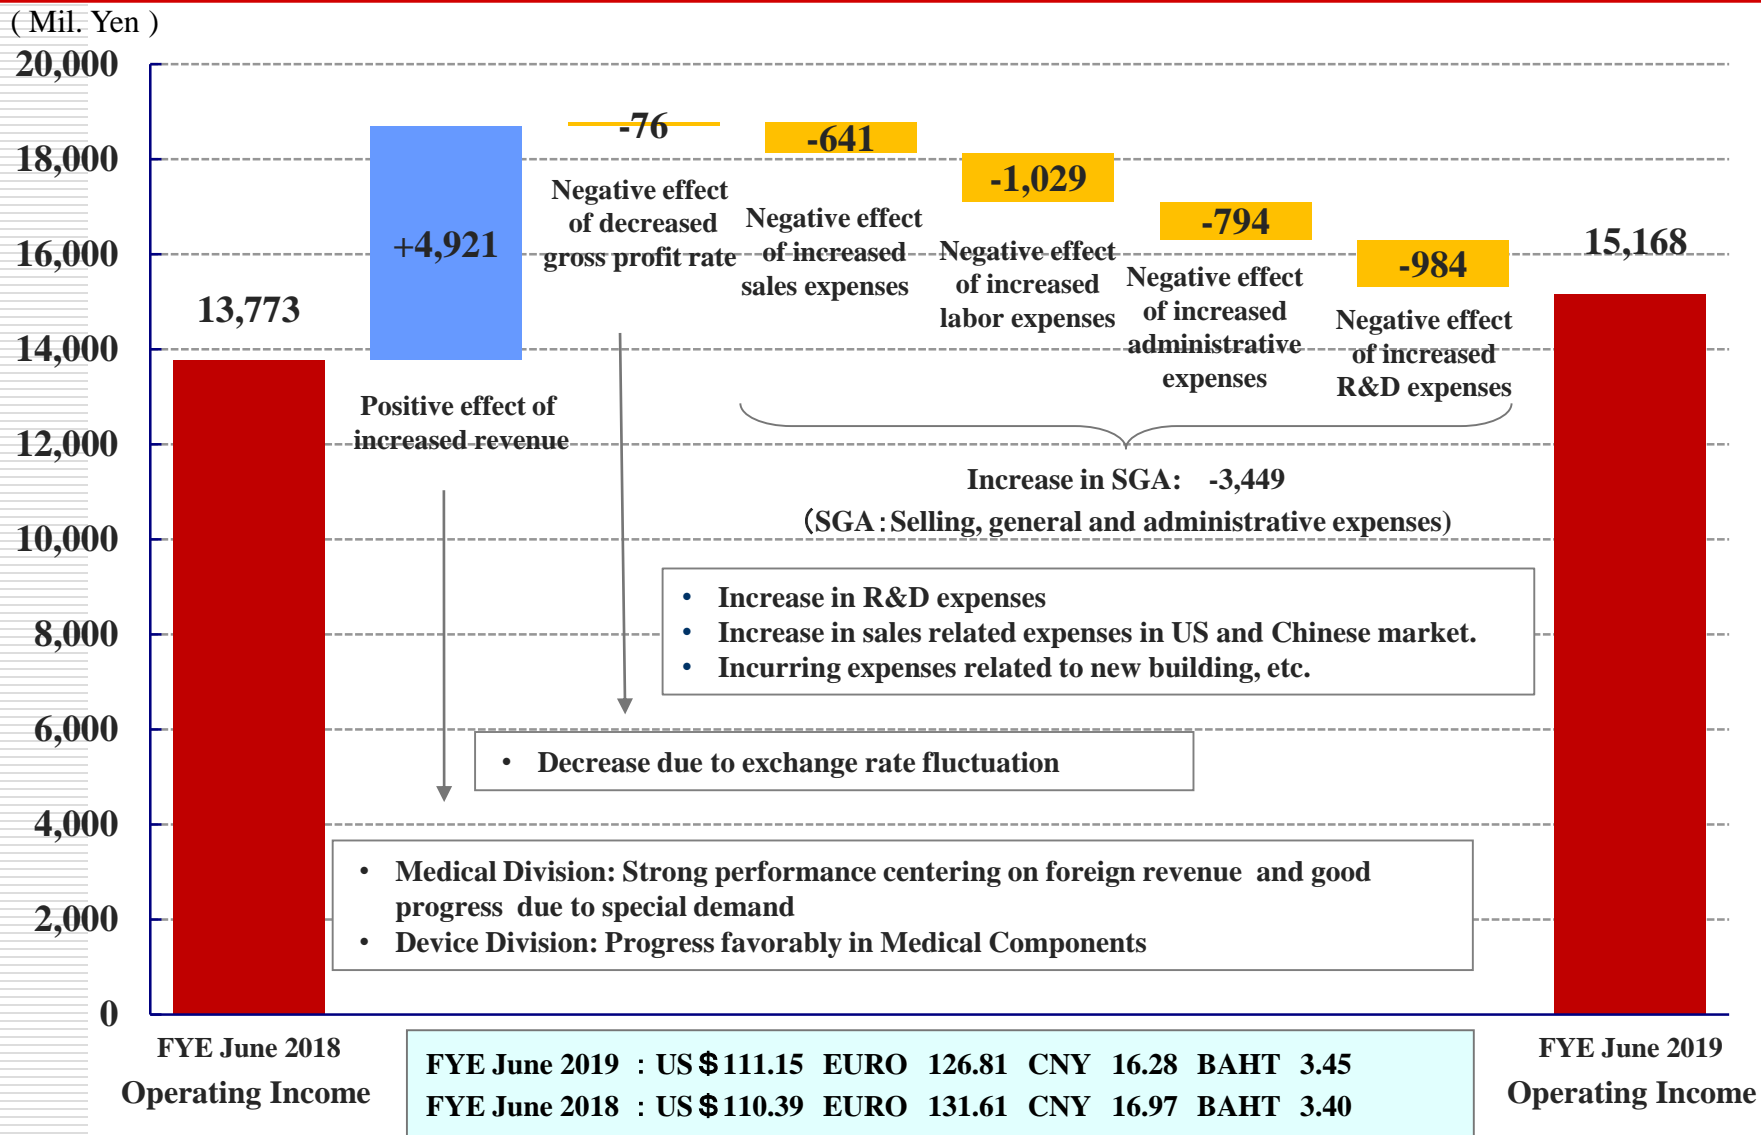 ( Mil. Yen )
20,000
18,000
16,000
14,000
12,000
10,000
8,000
6,000
4,000
2,000
0
13,773
+4,921
Positive effect of
increased revenue
-76
Negative effect
of decreased
gross profit rate
-641
Negative effect
of increased
sales expenses
-1,029
Negative effect
of increased
labor expenses
-794
Negative effect
of increased
administrative
expenses
-984
Negative effect
of increased
R&D expenses
15,168
Increase in SGA: -3,449
(SGA:Selling, general and administrative expenses)
• Increase in R&D expenses
• Increase in sales related expenses in US and Chinese market.
• Incurring expenses related to new building, etc.
• Decrease due to exchange rate fluctuation
• Medical Division: Strong performance centering on foreign revenue and good
progress due to special demand
• Device Division: Progress favorably in Medical Components
FYE June 2018
Operating Income
FYE June 2019
Operating Income
FYE June 2019 : US$111.15 EURO 126.81 CNY 16.28 BAHT 3.45
FYE June 2018 : US$110.39 EURO 131.61 CNY 16.97 BAHT 3.40